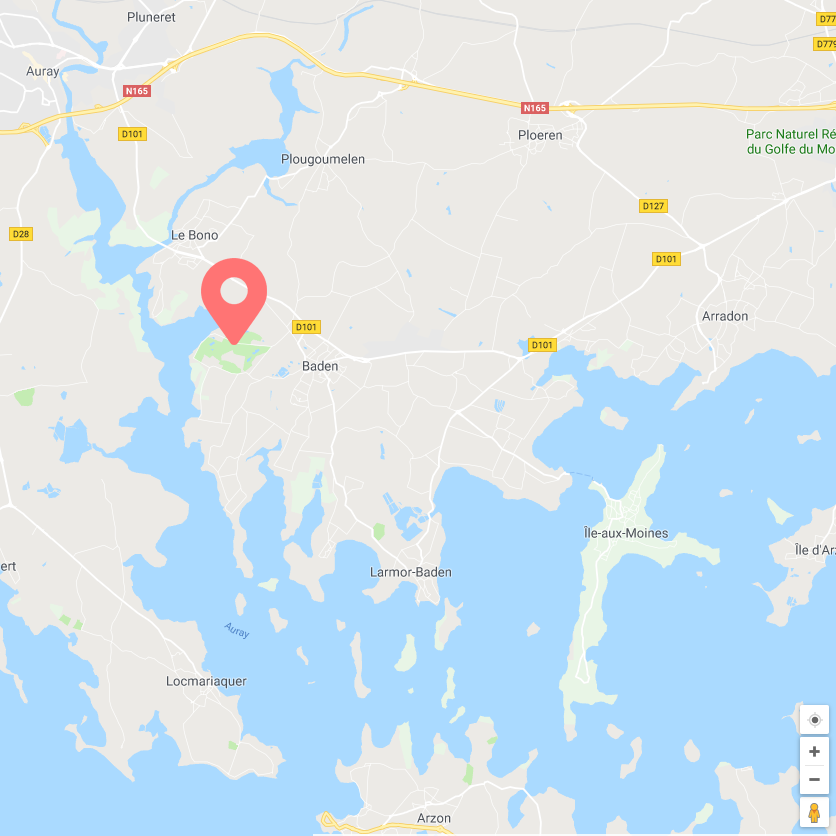 Pluneret
D77
D779
Auray
N165
N165
D101
Ploeren
Parc Naturel Ré
du Golfe du Mo
Plougoumelen
D127
D28
Le Bono
D101
Arradon
D101
D101
Baden
Île-aux-Moines
Île d'Ar
ert
Larmor-Baden
Auray
Locmariaquer
Arzon